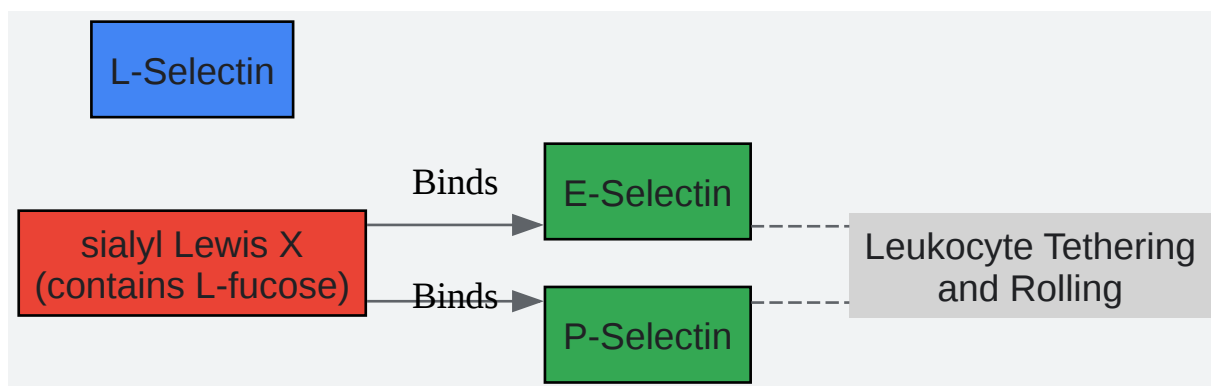 L-Selectin
Binds
E-Selectin
sialyl Lewis X
(contains L-fucose)
Leukocyte Tethering
and Rolling
Binds
P-Selectin